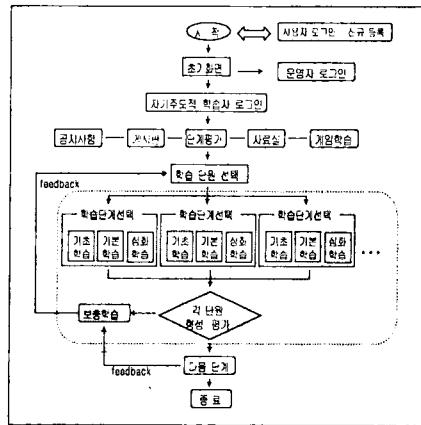 시 작
사용자 로그인 신규 등록
초기화면
운영자 로그인
자기주도적 학습자 로그인
공지사항
게시판
단계평가
자료실
게임학습
feedback
학습 단원 선택
학습단계선택
학습단계선택
학습단계선택
기초
학습
기본
학습
심화
학습
기초
학습
기본
학습
심화
학습
기초
학습
기본
학습
심화
학습
...
보충학습
각 단원
형성 평가
feedback
다음 단계
종 료